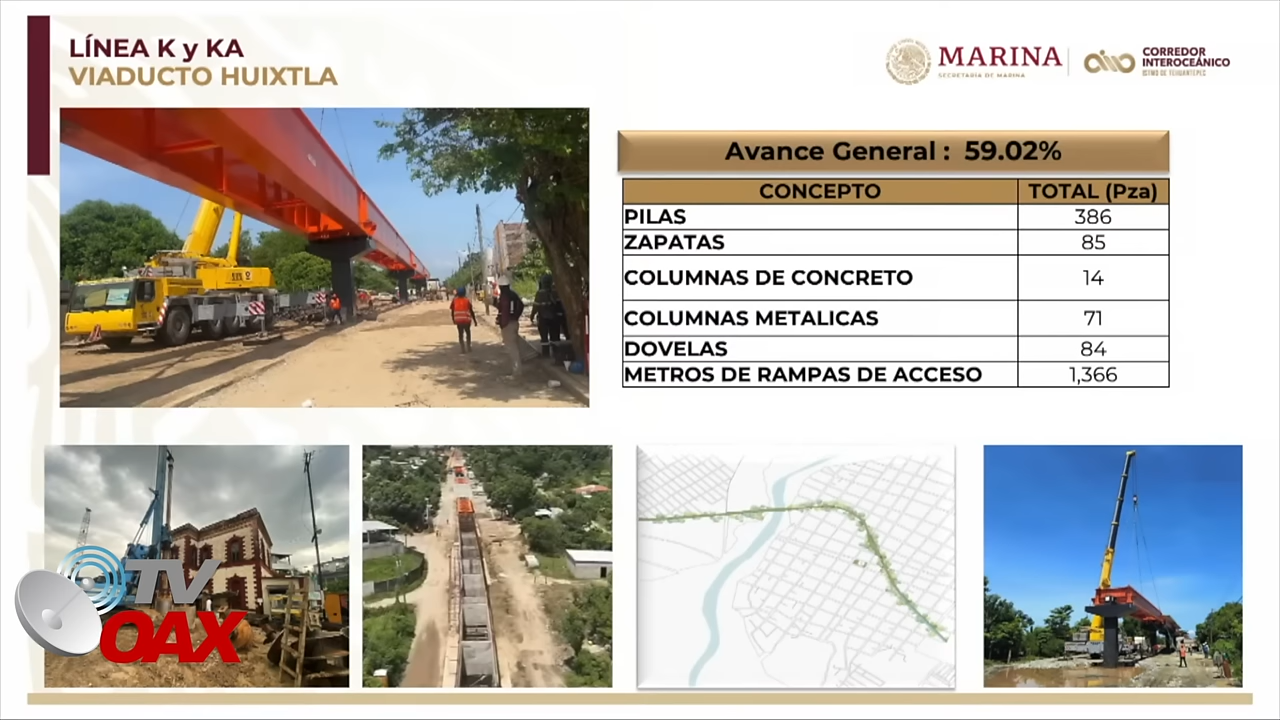 LÍNEA K y KA
VIADUCTO HUIXTLA
MARINA
SECRETARÍA DE MARINA
CORREDOR
INTEROCEÁNICO
ISTMO DE TEHUANTEPEC
Avance General : 59.02%
CONCEPTO TOTAL (Pza)
PILAS 386
ZAPATAS 85
COLUMNAS DE CONCRETO 14
COLUMNAS METALICAS 71
DOVELAS 84
METROS DE RAMPAS DE ACCESO 1,366
TV
OAX